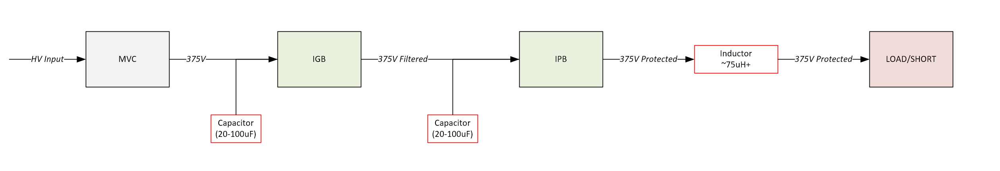 HV Input
MVC
375V
IGB
375V Filtered
IPB
375V Protected
Inductor
~75uH+
375V Protected
LOAD/SHORT
Capacitor
(20-100uF)
Capacitor
(20-100uF)